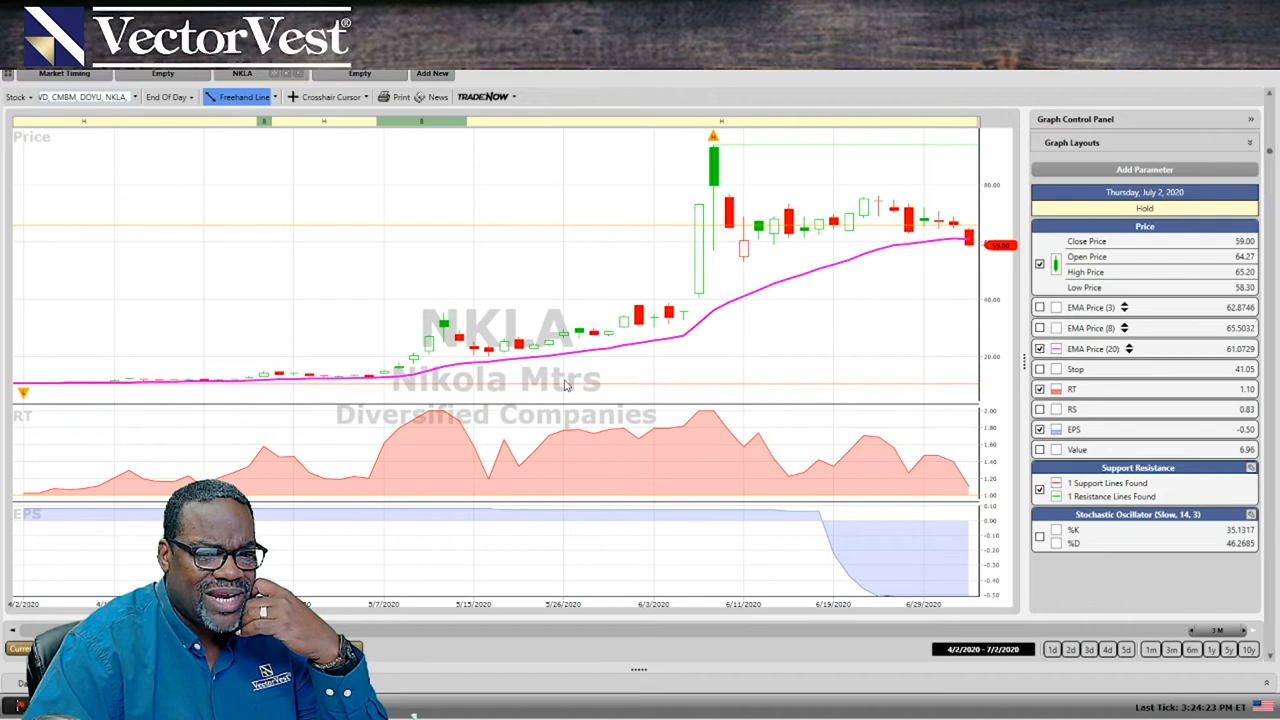 VectorVest®
Market Timing Empty NKLA Empty Add New
Stock VD, CMBM, DOYU, NKLA, End Of Day Freehand Line Crosshair Cursor Print News TRADENOW
H B H B H
Price
H
80.00
59.00
40.00
20.00
NKLA
Nikola Mtrs
Diversified Companies
RT
2.00
1.80
1.60
1.40
1.20
1.00
EPS
0.10
0.00
-0.10
-0.20
-0.30
-0.40
-0.50
4/2/2020 5/7/2020 5/15/2020 5/26/2020 6/3/2020 6/11/2020 6/19/2020 6/29/2020
3 M
4/2/2020 - 7/2/2020 1d 2d 3d 4d 5d 1m 3m 6m 1y 5y 10y
Graph Control Panel
Graph Layouts
Add Parameter
Thursday, July 2, 2020
Hold
Price
Close Price 59.00
Open Price 64.27
High Price 65.20
Low Price 58.30
EMA Price (3) 62.8746
EMA Price (8) 65.5032
EMA Price (20) 61.0729
Stop 41.05
RT 1.10
RS 0.83
EPS -0.50
Value 6.96
Support Resistance
1 Support Lines Found
1 Resistance Lines Found
Stochastic Oscillator (Slow, 14, 3)
%K 35.1317
%D 46.2685
VectorVest
Last Tick: 3:24:23 PM ET